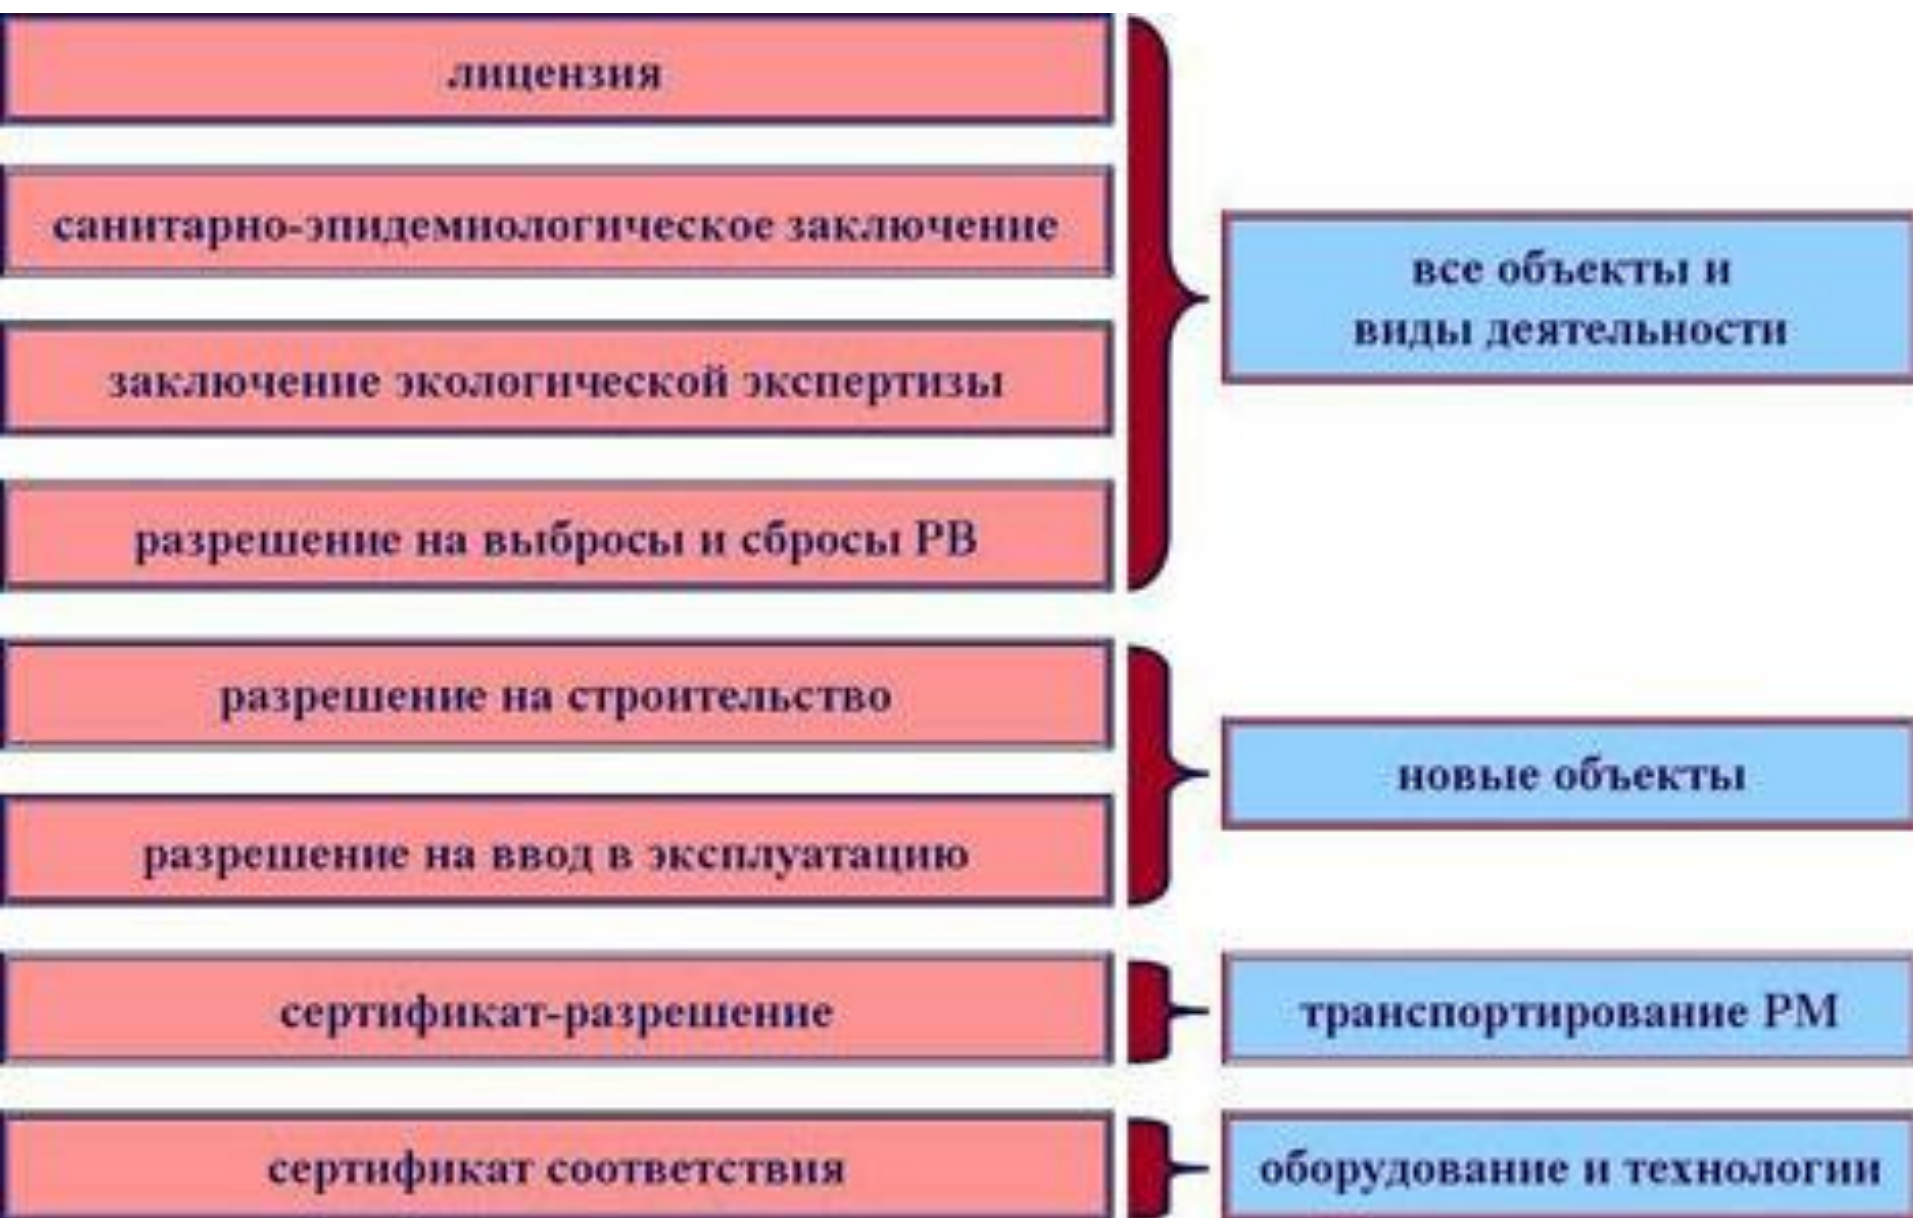 лицензия
санитарно-эпидемиологическое заключение
заключение экологической экспертизы
разрешение на выбросы и сбросы РВ
все объекты и
виды деятельности
разрешение на строительство
разрешение на ввод в эксплуатацию
новые объекты
сертификат-разрешение
транспортирование РМ
сертификат соответствия
оборудование и технологии